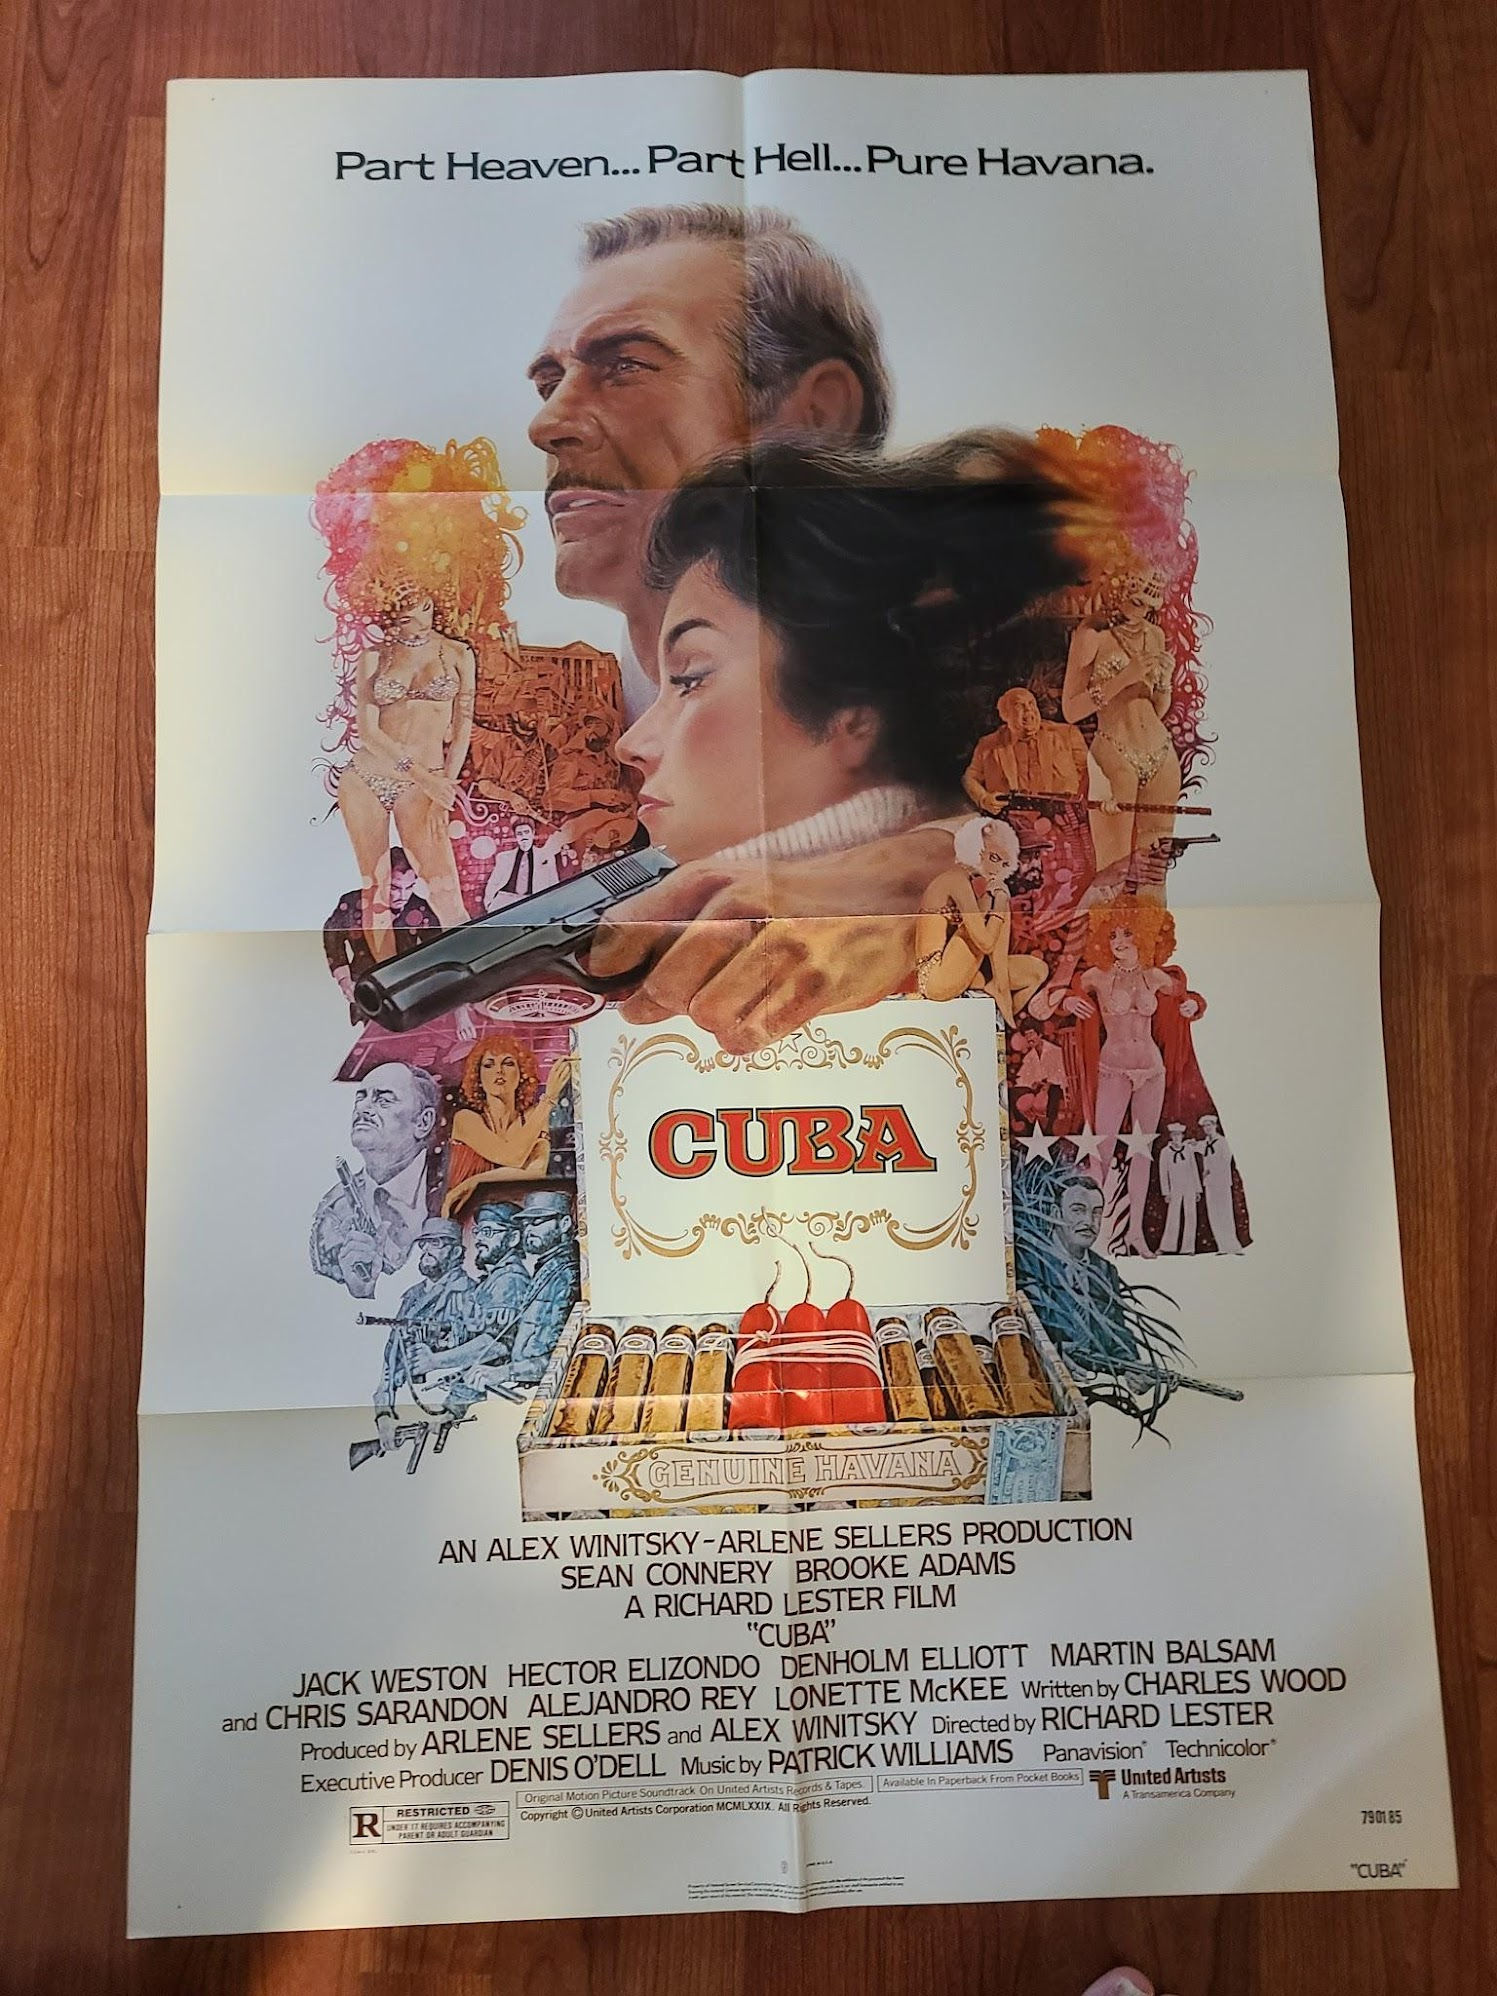 Part Heaven... Part Hell... Pure Havana.
CUBA
GENUINE HAVANA
AN ALEX WINITSKY-ARLENE SELLERS PRODUCTION
SEAN CONNERY BROOKE ADAMS
A RICHARD LESTER FILM
"CUBA"
JACK WESTON HECTOR ELIZONDO DENHOLM ELLIOTT MARTIN BALSAM
and CHRIS SARANDON ALEJANDRO REY LONETTE McKEE Written by CHARLES WOOD
Produced by ARLENE SELLERS and ALEX WINITSKY Directed by RICHARD LESTER
Executive Producer DENIS O'DELL Music by PATRICK WILLIAMS Panavision® Technicolor®
Original Motion Picture Soundtrack On United Artists Records & Tapes. Available In Paperback From Pocket Books
United Artists
A Transamerica Company
Copyright © United Artists Corporation MCMLXXIX. All Rights Reserved.
R RESTRICTED
UNDER 17 REQUIRES ACCOMPANYING
PARENT OR ADULT GUARDIAN
790185
"CUBA"